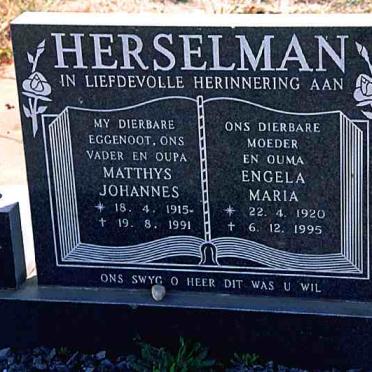 HERSELMAN
IN LIEFDEVOLLE HERINNERING AAN
MY DIERBARE
EGGENOOT, ONS
VADER EN OUPA
MATTHYS
JOHANNES
* 18. 4. 1915-
† 19. 8. 1991
ONS DIERBARE
MOEDER
EN OUMA
ENGELA
MARIA
* 22. 4. 1920
† 6. 12. 1995
ONS SWYG O HEER DIT WAS U WIL